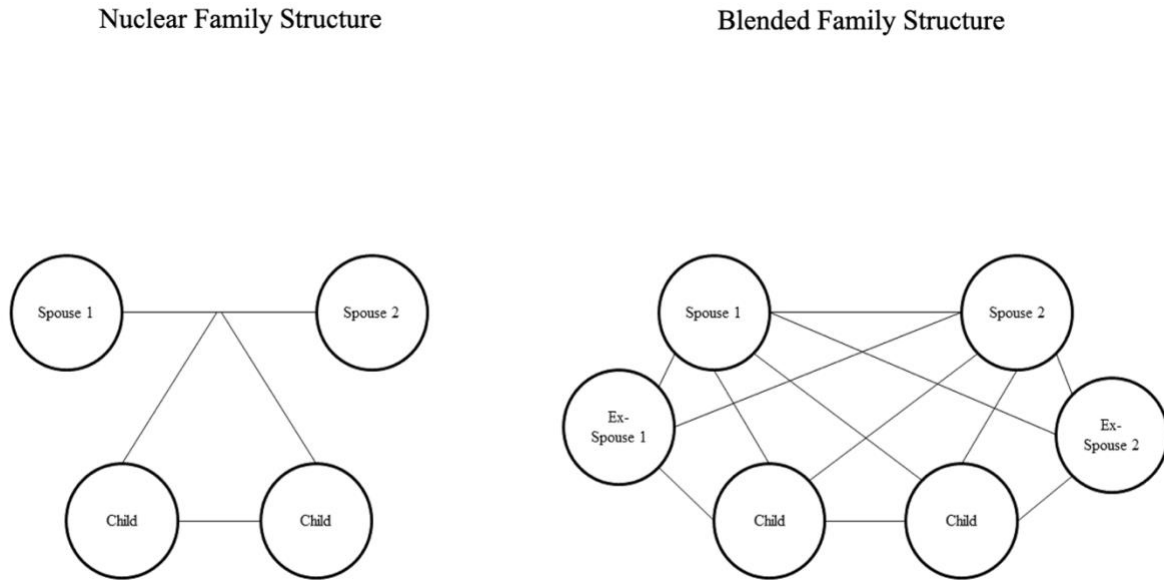 Nuclear Family Structure
Blended Family Structure
Spouse 1
Spouse 2
Child
Child
Spouse 1
Spouse 2
Ex-
Spouse 1
Ex-
Spouse 2
Child
Child